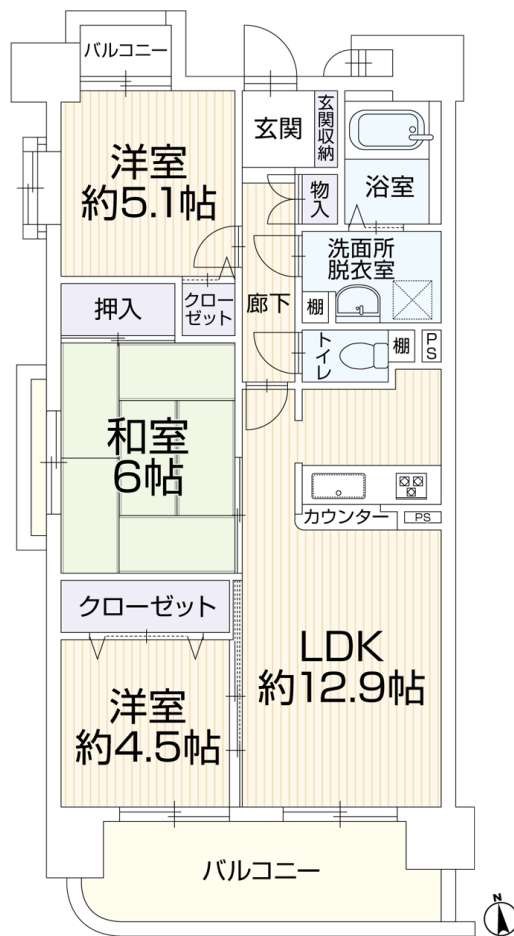 バルコニー
洋室
約5.1帖
玄関
玄関収納
物入
浴室
洗面所
脱衣室
クロー
ゼット
押入
廊下
棚
トイレ
棚
PS
和室
6帖
カウンター
PS
クローゼット
LDK
約12.9帖
洋室
約4.5帖
バルコニー
N